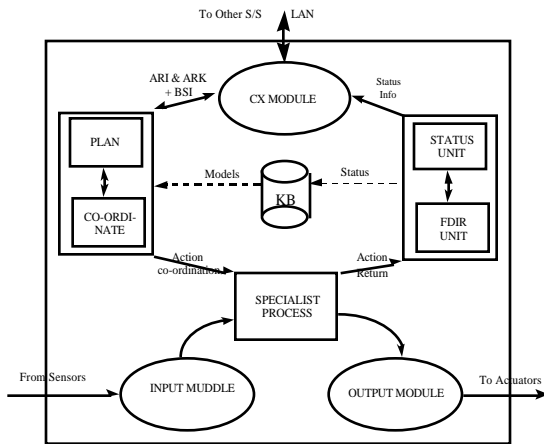 To Other S/S
LAN
ARI & ARK
+ BSI
CX MODULE
Status
Info
PLAN
STATUS
UNIT
Models
Status
KB
CO-ORDI-
NATE
FDIR
UNIT
Action
co-ordination
Action
Return
SPECIALIST
PROCESS
From Sensors
INPUT MUDDLE
OUTPUT MODULE
To Actuators